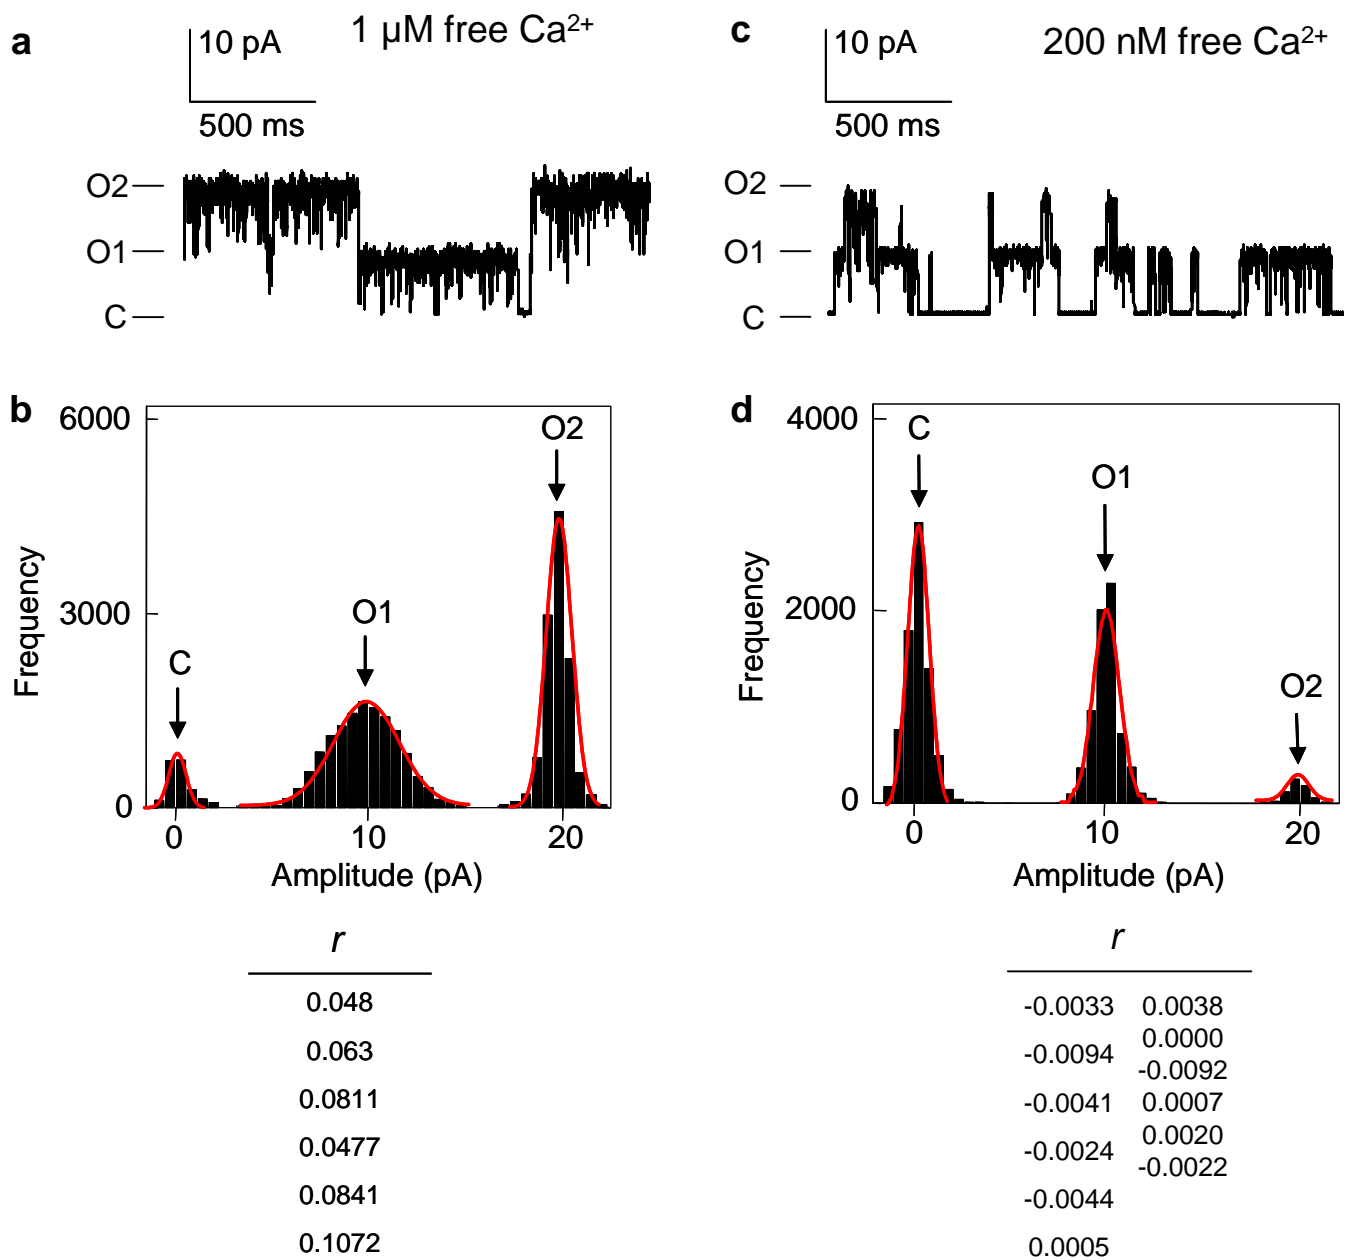 a
10 pA
1 µM free Ca²⁺
500 ms
O2
O1
C
b
6000
3000
0
Frequency
C
O1
O2
0 10 20
Amplitude (pA)
r
0.048
0.063
0.0811
0.0477
0.0841
0.1072
c
10 pA
200 nM free Ca²⁺
500 ms
O2
O1
C
d
4000
2000
0
Frequency
C
O1
O2
0 10 20
Amplitude (pA)
r
-0.0033
-0.0094
-0.0041
-0.0024
-0.0044
0.0005
0.0038
0.0000
-0.0092
0.0007
0.0020
-0.0022